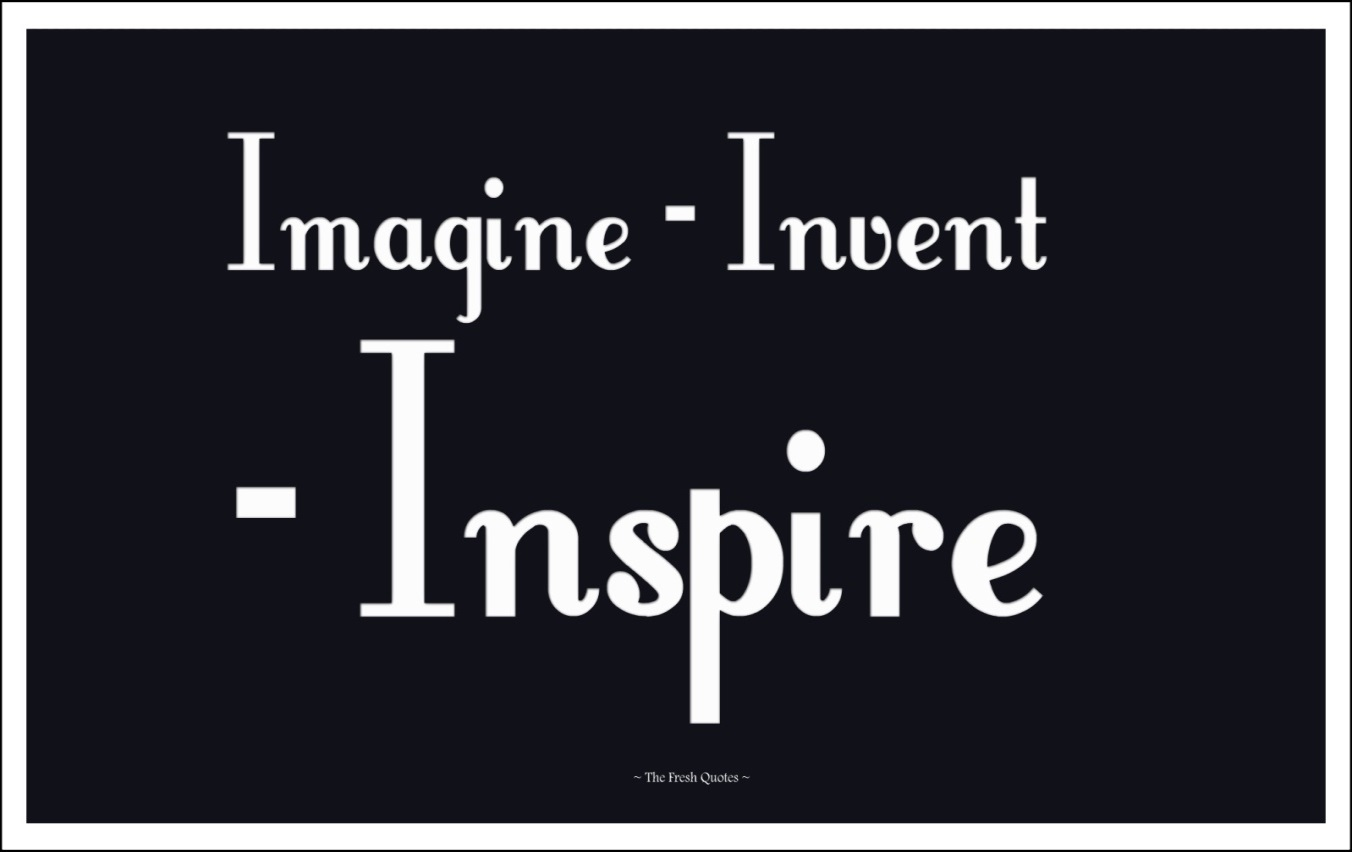 Imagine - Invent
- Inspire
~ The Fresh Quotes ~